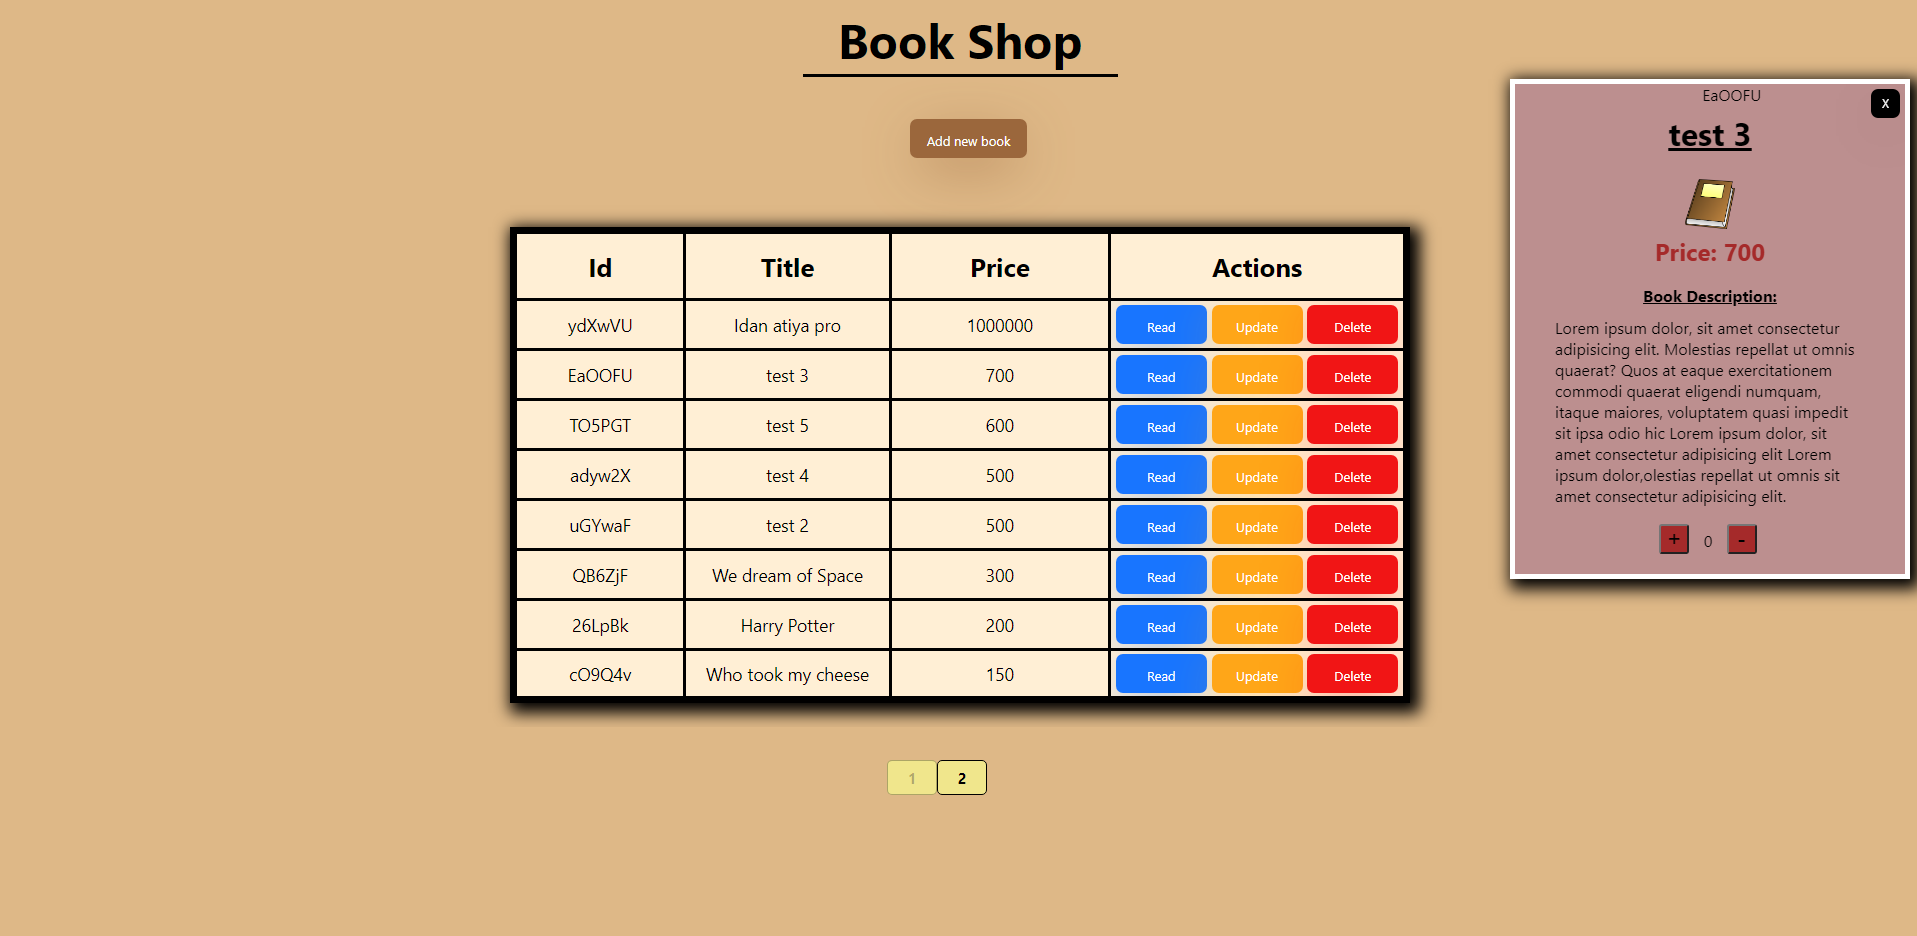 Book Shop
Add new book
Id Title Price Actions
ydXwVU Idan atiya pro 1000000 Read Update Delete
EaOOFU test 3 700 Read Update Delete
TO5PGT test 5 600 Read Update Delete
adyw2X test 4 500 Read Update Delete
uGYwaF test 2 500 Read Update Delete
QB6ZjF We dream of Space 300 Read Update Delete
26LpBk Harry Potter 200 Read Update Delete
cO9Q4v Who took my cheese 150 Read Update Delete
1 2
EaOOFU
X
test 3
Price: 700
Book Description:
Lorem ipsum dolor, sit amet consectetur
adipisicing elit. Molestias repellat ut omnis
quaerat? Quos at eaque exercitationem
commodi quaerat eligendi numquam,
itaque maiores, voluptatem quasi impedit
sit ipsa odio hic Lorem ipsum dolor, sit
amet consectetur adipisicing elit Lorem
ipsum dolor,olestias repellat ut omnis sit
amet consectetur adipisicing elit.
+ 0 -